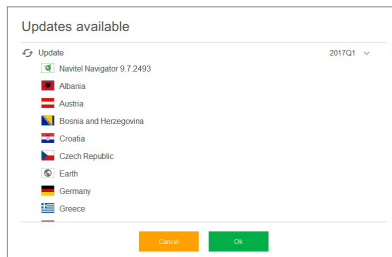 Updates available
Update 2017Q1
Navitel Navigator 9.7.2493
Albania
Austria
Bosnia and Herzegovina
Croatia
Czech Republic
Earth
Germany
Greece
Cancel Ok